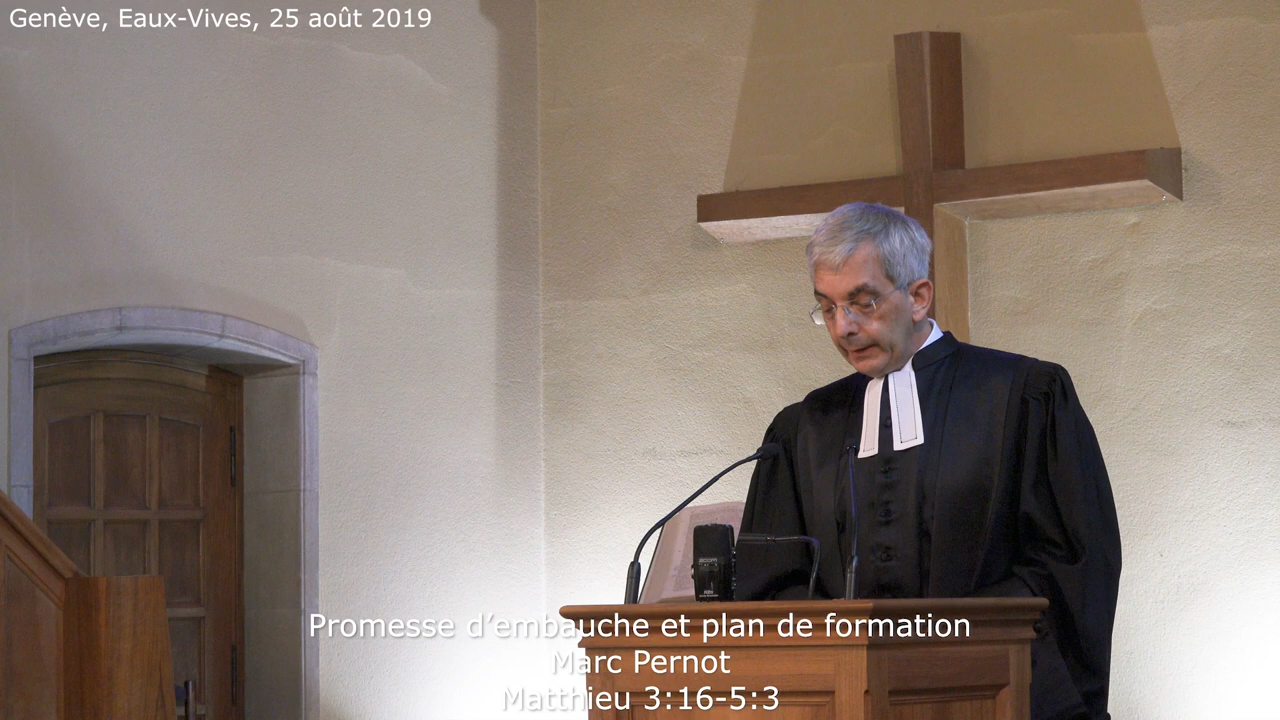 Genève, Eaux-Vives, 25 août 2019
zoom
Promesse d’embauche et plan de formation
Marc Pernot
Matthieu 3:16-5:3